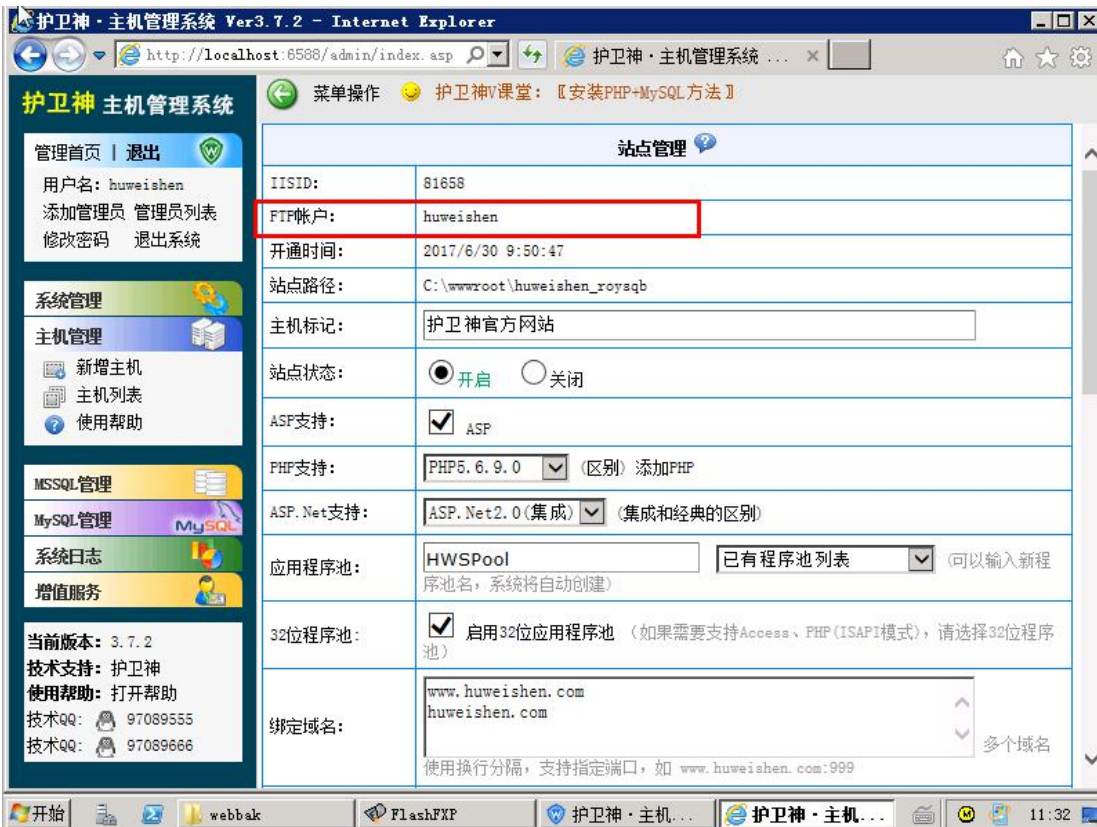 护卫神·主机管理系统 Ver3.7.2 - Internet Explorer
http://localhost:6588/admin/index.asp
护卫神·主机管理系统 ...
护卫神 主机管理系统
菜单操作 护卫神V课堂：〖安装PHP+MySQL方法〗
管理首页 | 退出
用户名: huweishen
添加管理员 管理员列表
修改密码 退出系统
系统管理
主机管理
新增主机
主机列表
使用帮助
MSSQL管理
MySQL管理
MySQL
系统日志
增值服务
当前版本: 3.7.2
技术支持: 护卫神
使用帮助: 打开帮助
技术QQ: 97089555
技术QQ: 97089666
站点管理
IISID: 81658
FTP帐户: huweishen
开通时间: 2017/6/30 9:50:47
站点路径: C:\wwwroot\huweishen_roysqb
主机标记: 护卫神官方网站
站点状态: 开启 关闭
ASP支持: ASP
PHP支持: PHP5.6.9.0 (区别) 添加PHP
ASP.Net支持: ASP.Net2.0(集成) (集成和经典的区别)
应用程序池: HWSPool 已有程序池列表 (可以输入新程
序池名，系统将自动创建)
32位程序池: 启用32位应用程序池 (如果需要支持Access、PHP(ISAPI模式)，请选择32位程序
池)
绑定域名: www.huweishen.com
huweishen.com
多个域名
使用换行分隔，支持指定端口，如 www.huweishen.com:999
开始 webbak FlashFXP 护卫神·主机... 护卫神·主机... 11:32